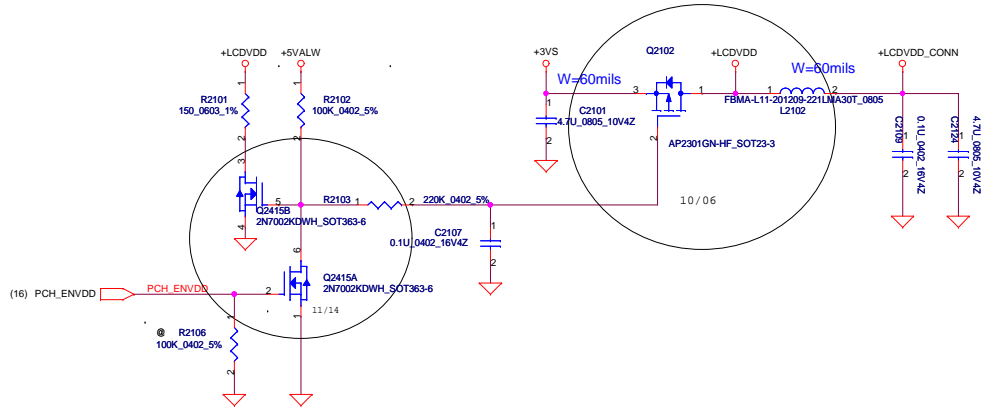 +LCDVDD
+5VALW
R2101
150_0603_1%
R2102
100K_0402_5%
1
1
2
2
3
5
4
Q2415B
2N7002KDWH_SOT363-6
R2103
1
2
220K_0402_5%
C2107
0.1U_0402_16V4Z
1
2
6
Q2415A
2N7002KDWH_SOT363-6
2
1
11/14
(16) PCH_ENVDD
PCH_ENVDD
@ R2106
100K_0402_5%
1
2
+3VS
W=60mils
1
C2101
4.7U_0805_10V4Z
2
Q2102
3
1
2
AP2301GN-HF_SOT23-3
10/06
+LCDVDD
W=60mils
1
2
FBMA-L11-201209-221LMA30T_0805
L2102
+LCDVDD_CONN
1
C2109
0.1U_0402_16V4Z
2
1
C2124
4.7U_0805_10V4Z
2